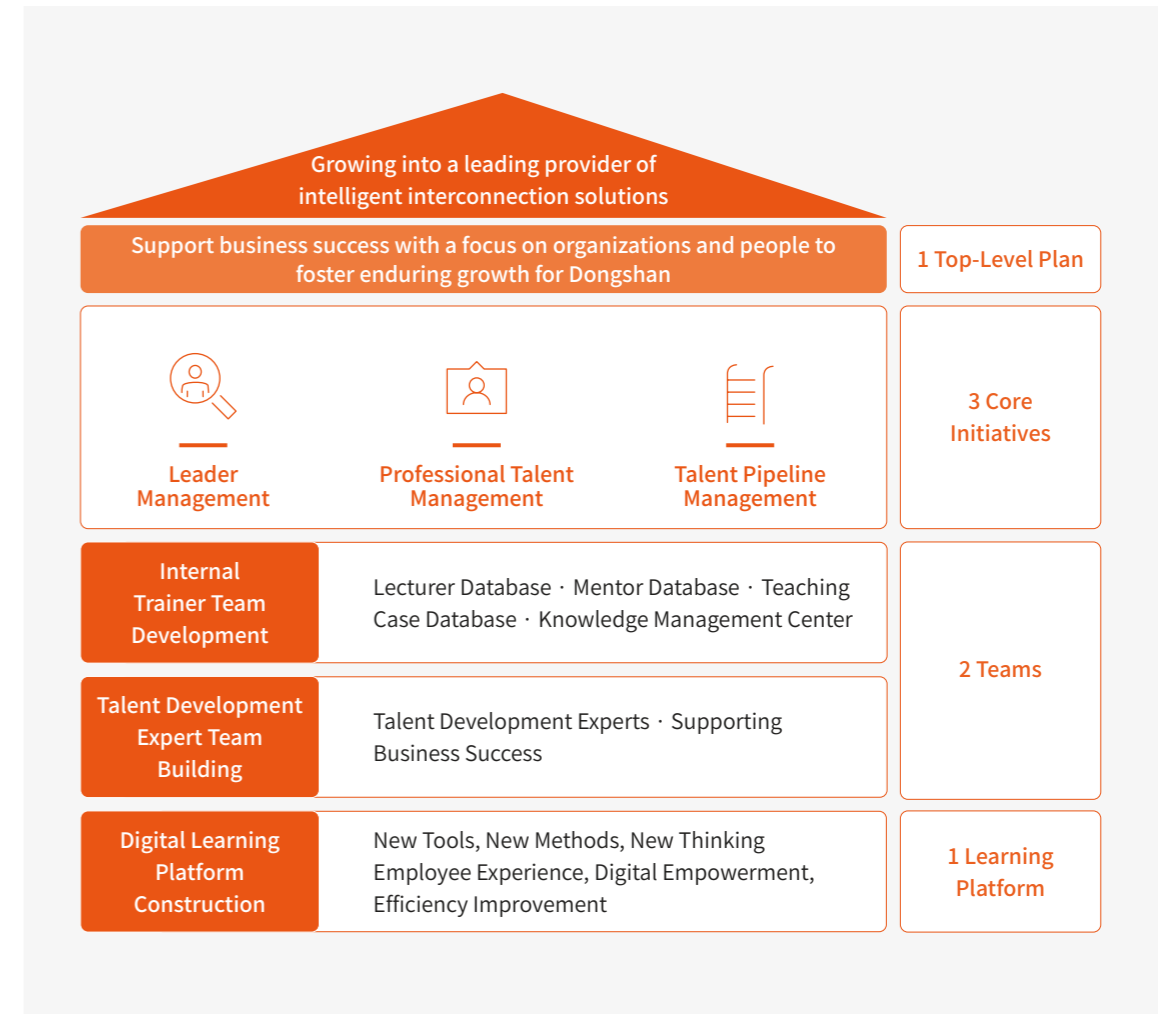 Growing into a leading provider of
intelligent interconnection solutions
Support business success with a focus on organizations and people to
foster enduring growth for Dongshan
1 Top-Level Plan
Leader
Management
Professional Talent
Management
Talent Pipeline
Management
3 Core
Initiatives
Internal
Trainer Team
Development
Lecturer Database · Mentor Database · Teaching
Case Database · Knowledge Management Center
Talent Development
Expert Team
Building
Talent Development Experts · Supporting
Business Success
2 Teams
Digital Learning
Platform
Construction
New Tools, New Methods, New Thinking
Employee Experience, Digital Empowerment,
Efficiency Improvement
1 Learning
Platform